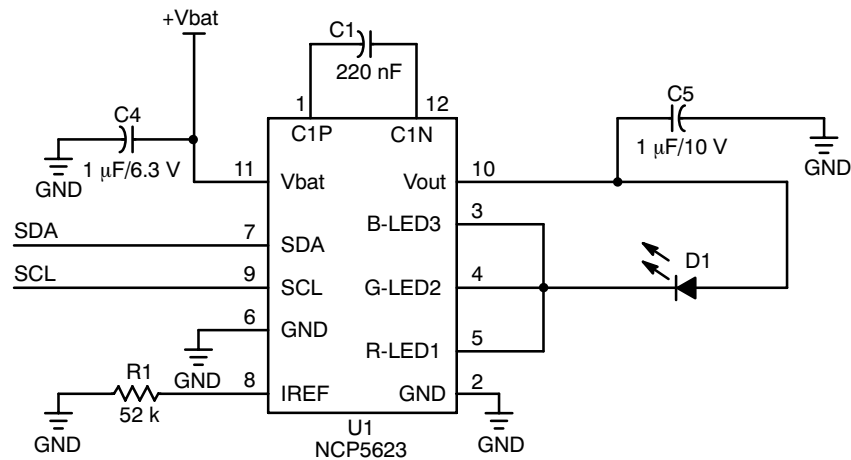 +Vbat
C1
220 nF
1
12
C4
C5
C1P
C1N
1 µF/6.3 V
1 µF/10 V
GND
GND
11
Vbat
Vout
10
SDA
7
SDA
B-LED3
3
SCL
9
SCL
G-LED2
4
D1
6
GND
R-LED1
5
GND
R1
8
IREF
GND
2
52 k
GND
U1
GND
NCP5623